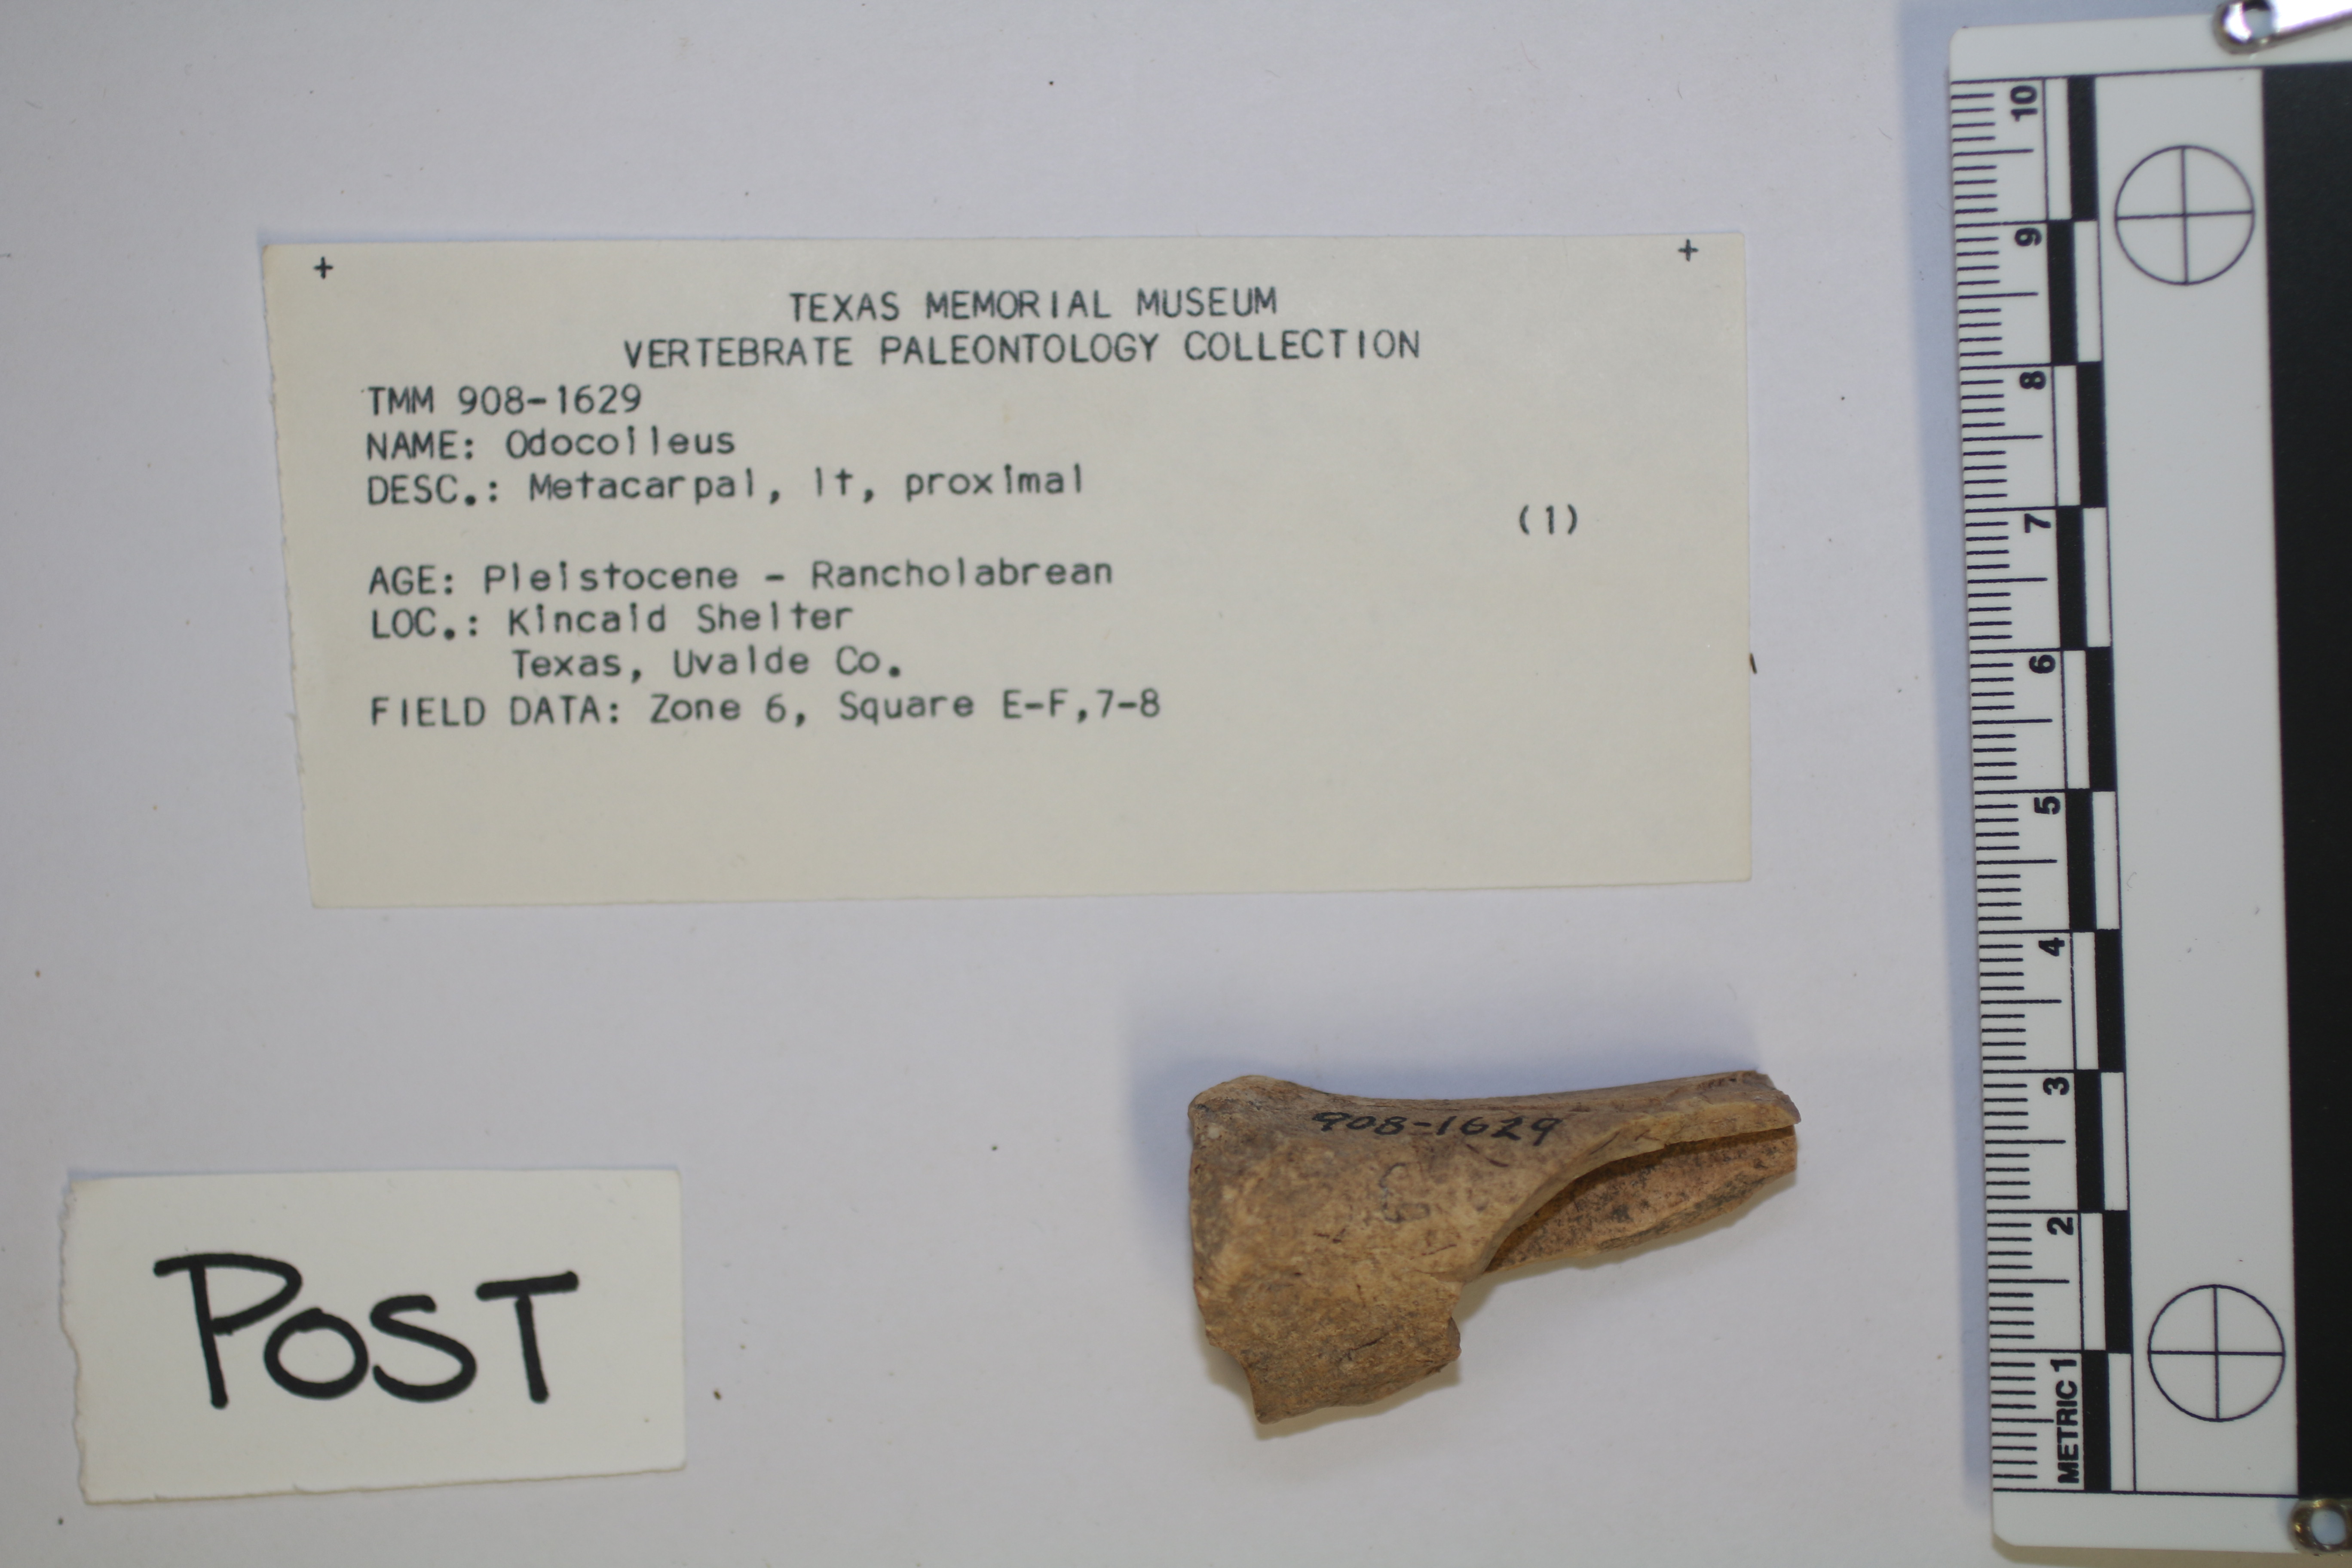 + +
TEXAS MEMORIAL MUSEUM
VERTEBRATE PALEONTOLOGY COLLECTION
TMM 908-1629
NAME: Odocoileus
DESC.: Metacarpal, lt, proximal
(1)
AGE: Pleistocene - Rancholabrean
LOC.: Kincaid Shelter
Texas, Uvalde Co.
FIELD DATA: Zone 6, Square E-F,7-8
908-1629
POST
10
9
8
7
6
5
4
3
2
METRIC 1